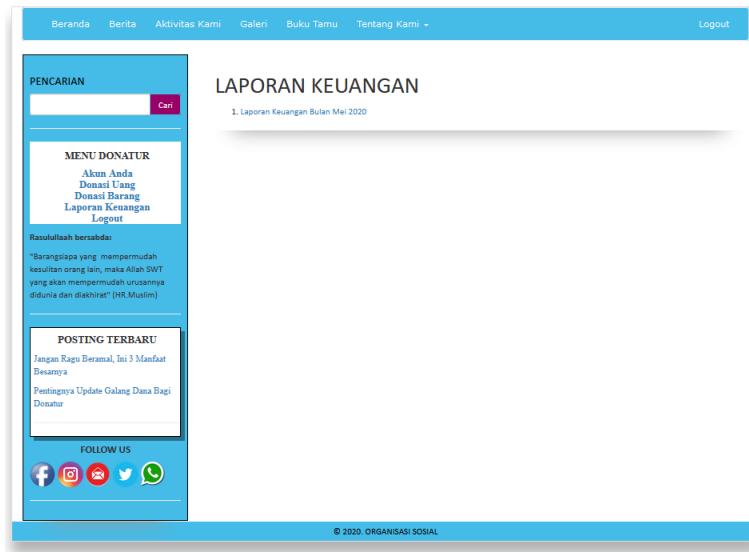 Beranda Berita Aktivitas Kami Galeri Buku Tamu Tentang Kami Logout
PENCARIAN
Cari
MENU DONATUR
Akun Anda
Donasi Uang
Donasi Barang
Laporan Keuangan
Logout
Rasulullaah bersabda:
"Barangsiapa yang mempermudah
kesulitan orang lain, maka Allah SWT
yang akan mempermudah urusannya
didunia dan diakhirat" (HR.Muslim)
POSTING TERBARU
Jangan Ragu Beramal, Ini 3 Manfaat
Besarnya
Pentingnya Update Galang Dana Bagi
Donatur
FOLLOW US
LAPORAN KEUANGAN
1. Laporan Keuangan Bulan Mei 2020
© 2020. ORGANISASI SOSIAL